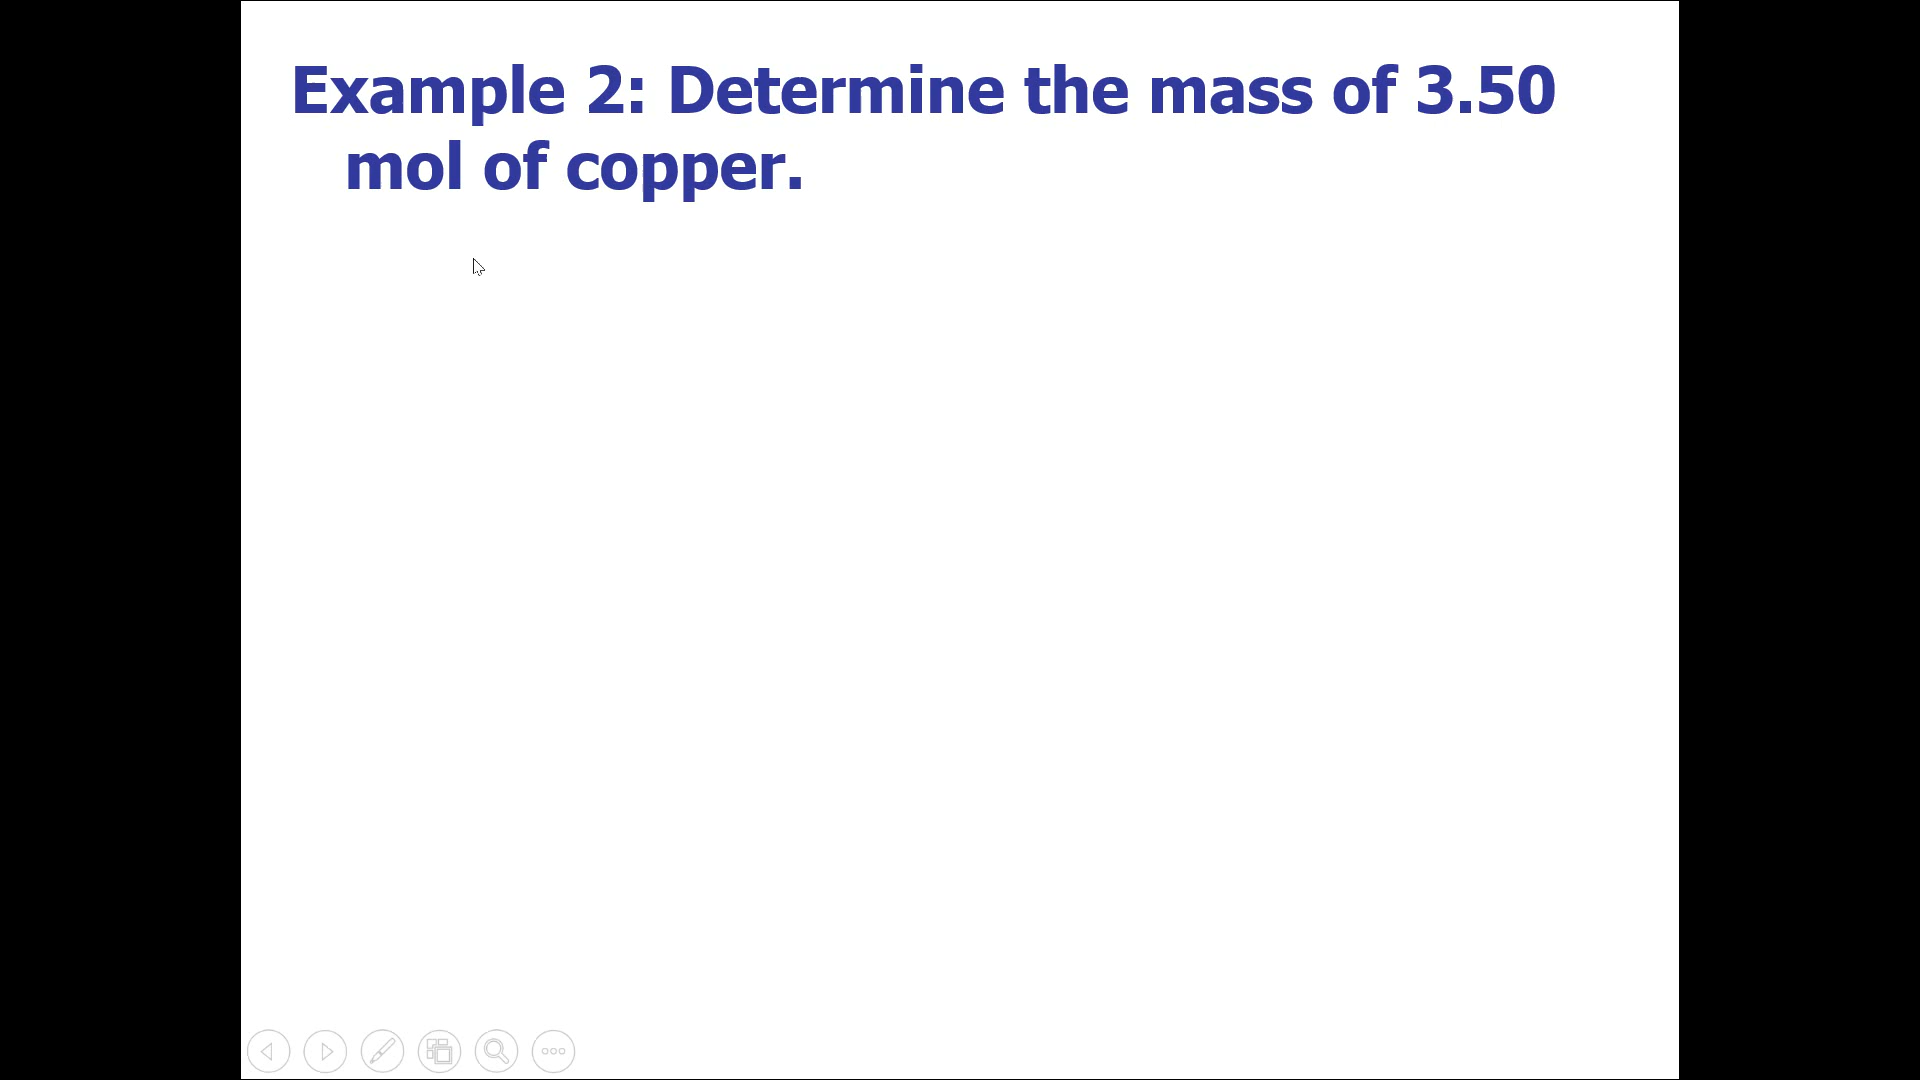 Example 2: Determine the mass of 3.50
mol of copper.